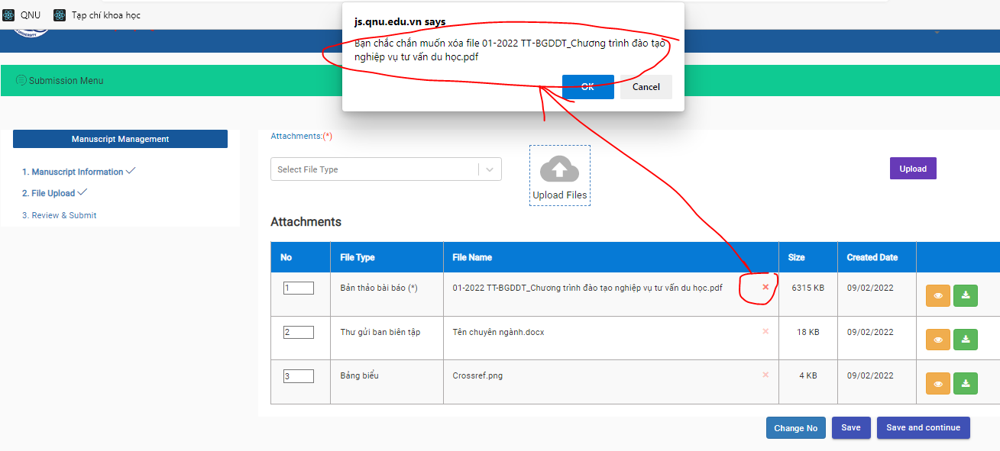 QNU
Tạp chí khoa học
js.qnu.edu.vn says
Bạn chắc chắn muốn xóa file 01-2022 TT-BGDDT_Chương trình đào tạo
nghiệp vụ tư vấn du học.pdf
OK
Cancel
UNIVERSITY
Submission Menu
Manuscript Management
1. Manuscript Information
2. File Upload
3. Review & Submit
Attachments:(*)
Select File Type
Upload Files
Upload
Attachments
No File Type File Name Size Created Date
1 Bản thảo bài báo (*) 01-2022 TT-BGDDT_Chương trình đào tạo nghiệp vụ tư vấn du học.pdf 6315 KB 09/02/2022
2 Thư gửi ban biên tập Tên chuyên ngành.docx 18 KB 09/02/2022
3 Bảng biểu Crossref.png 4 KB 09/02/2022
Change No
Save
Save and continue